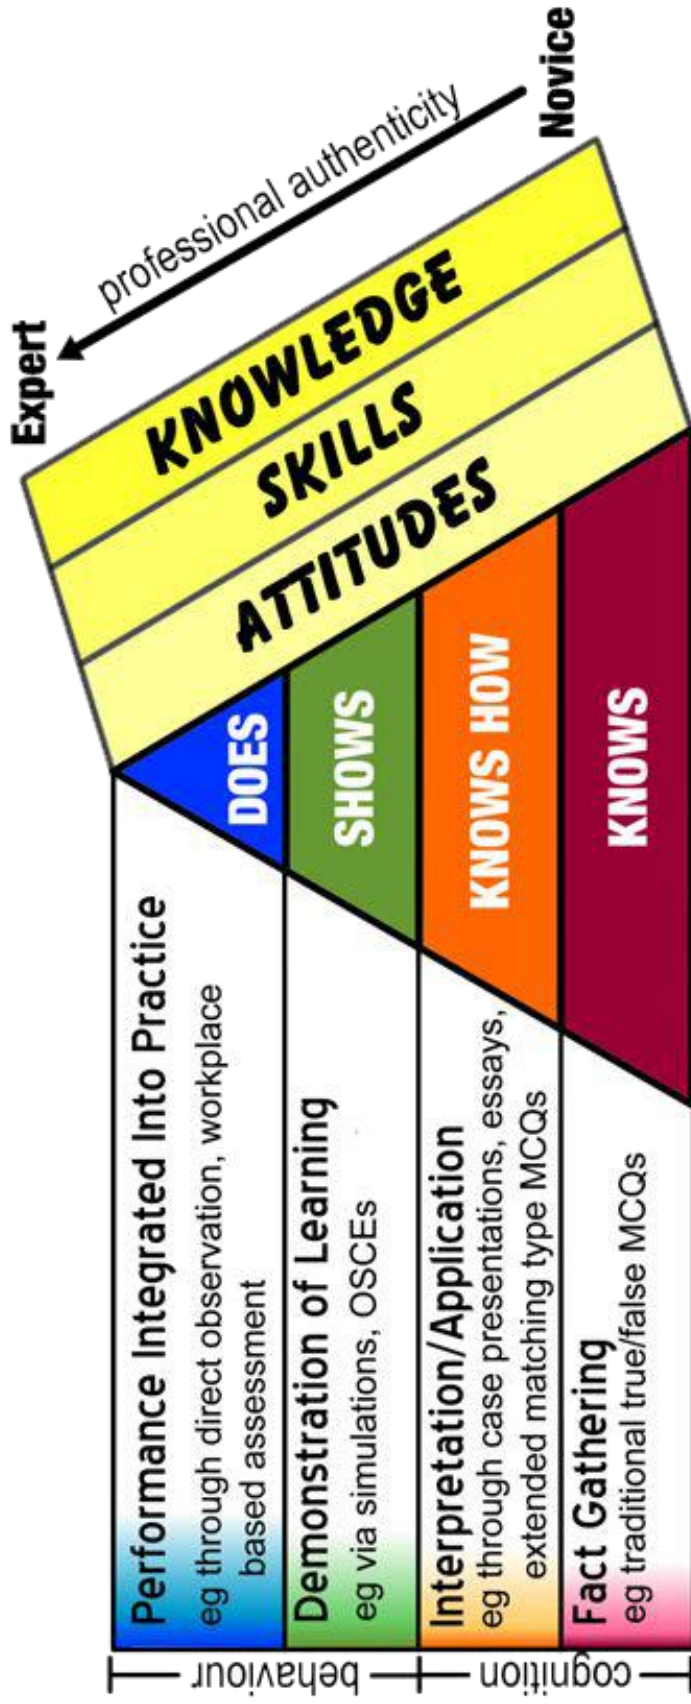 Performance Integrated Into Practice
eg through direct observation, workplace
based assessment
Demonstration of Learning
eg via simulations, OSCEs
Interpretation/Application
eg through case presentations, essays,
extended matching type MCQs
Fact Gathering
eg traditional true/false MCQs
behaviour
cognition
DOES
SHOWS
KNOWS HOW
KNOWS
ATTITUDES
SKILLS
KNOWLEDGE
Expert
professional authenticity
Novice